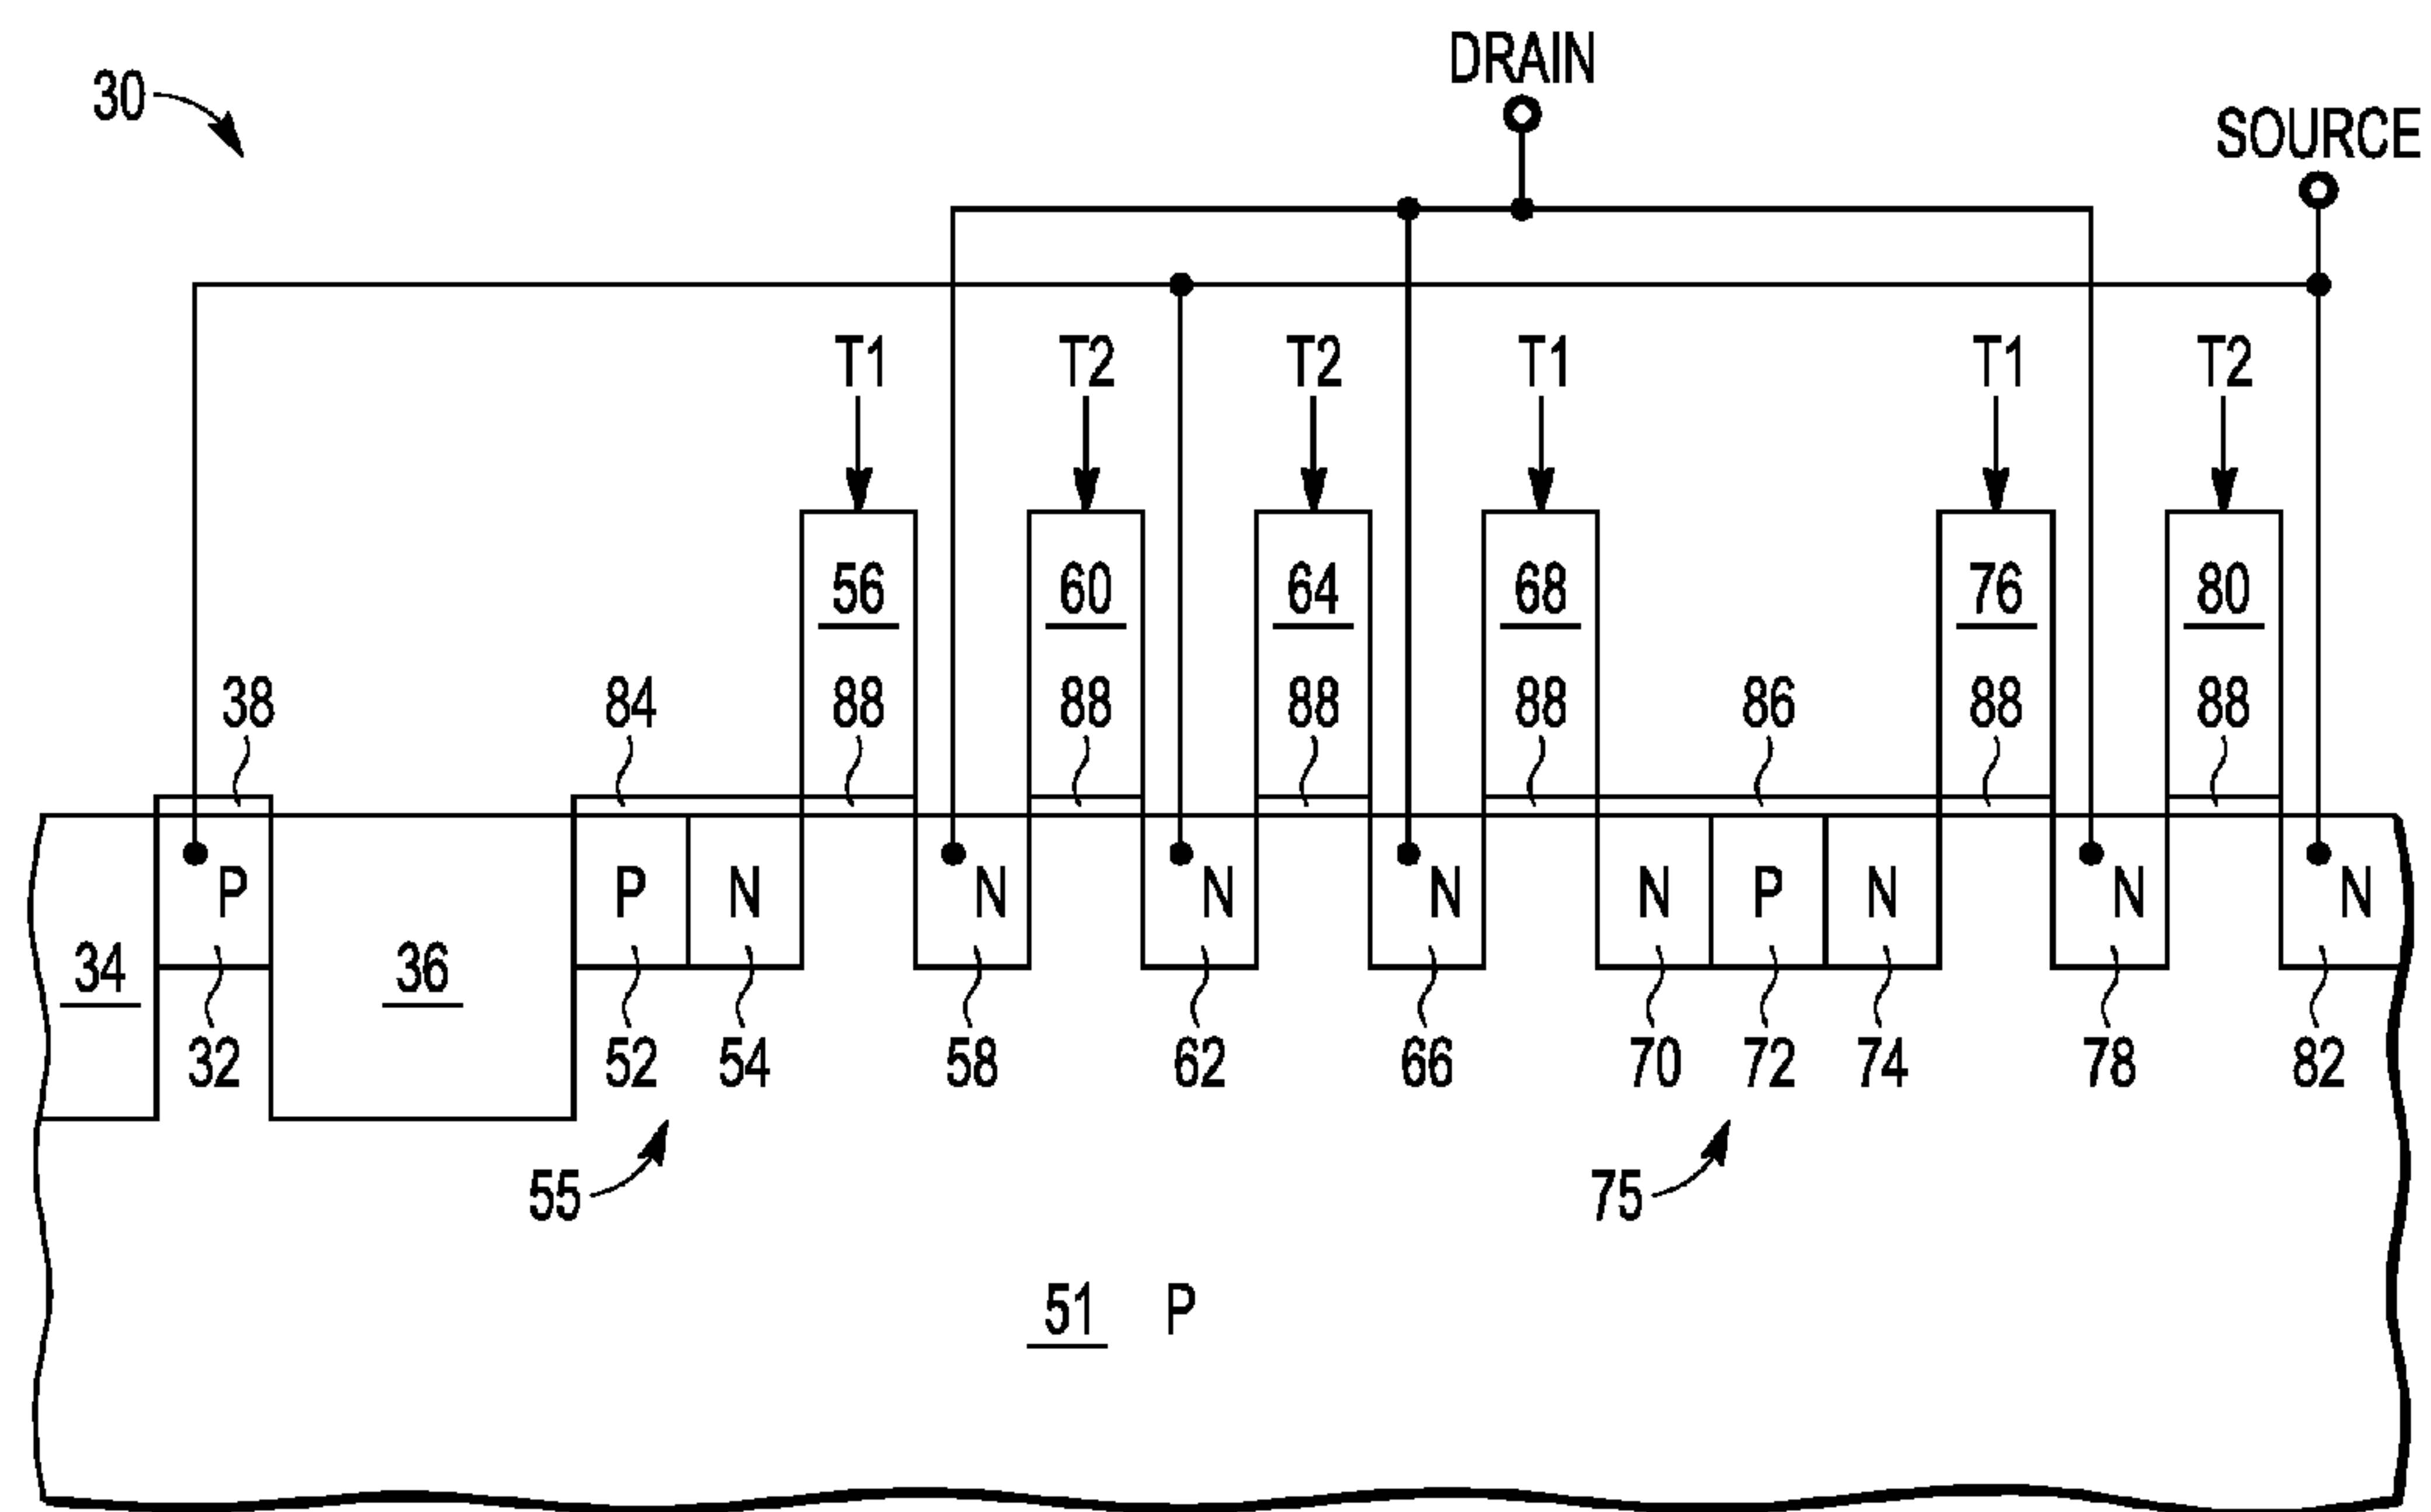 DRAIN
30
SOURCE
T1 T2 T2 T1 T1 T2
56 60 64 68 76 80
38 84 88 88 88 88 86 88 88
P P N N N N N P N N N
34 36
32 52 54 58 62 66 70 72 74 78 82
55 75
51 P